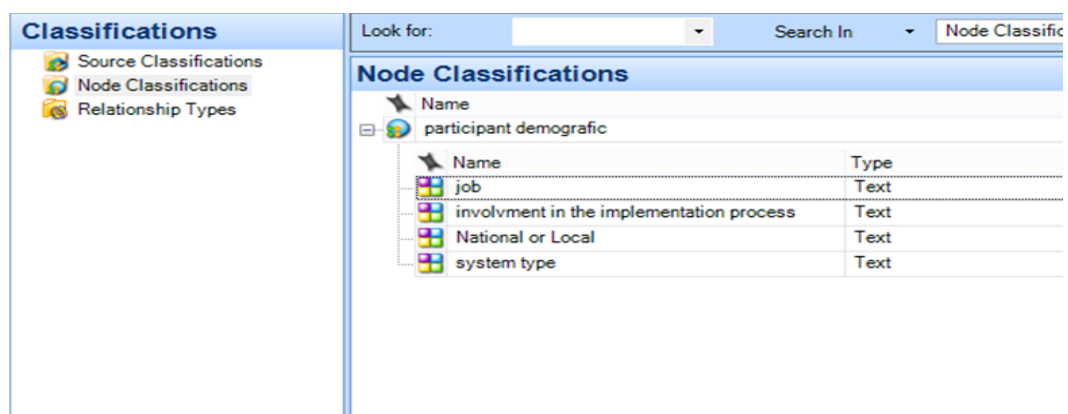 Classifications
Source Classifications
Node Classifications
Relationship Types
Look for: Search In Node Classific
Node Classifications
Name
participant demografic
Name Type
job Text
involvment in the implementation process Text
National or Local Text
system type Text